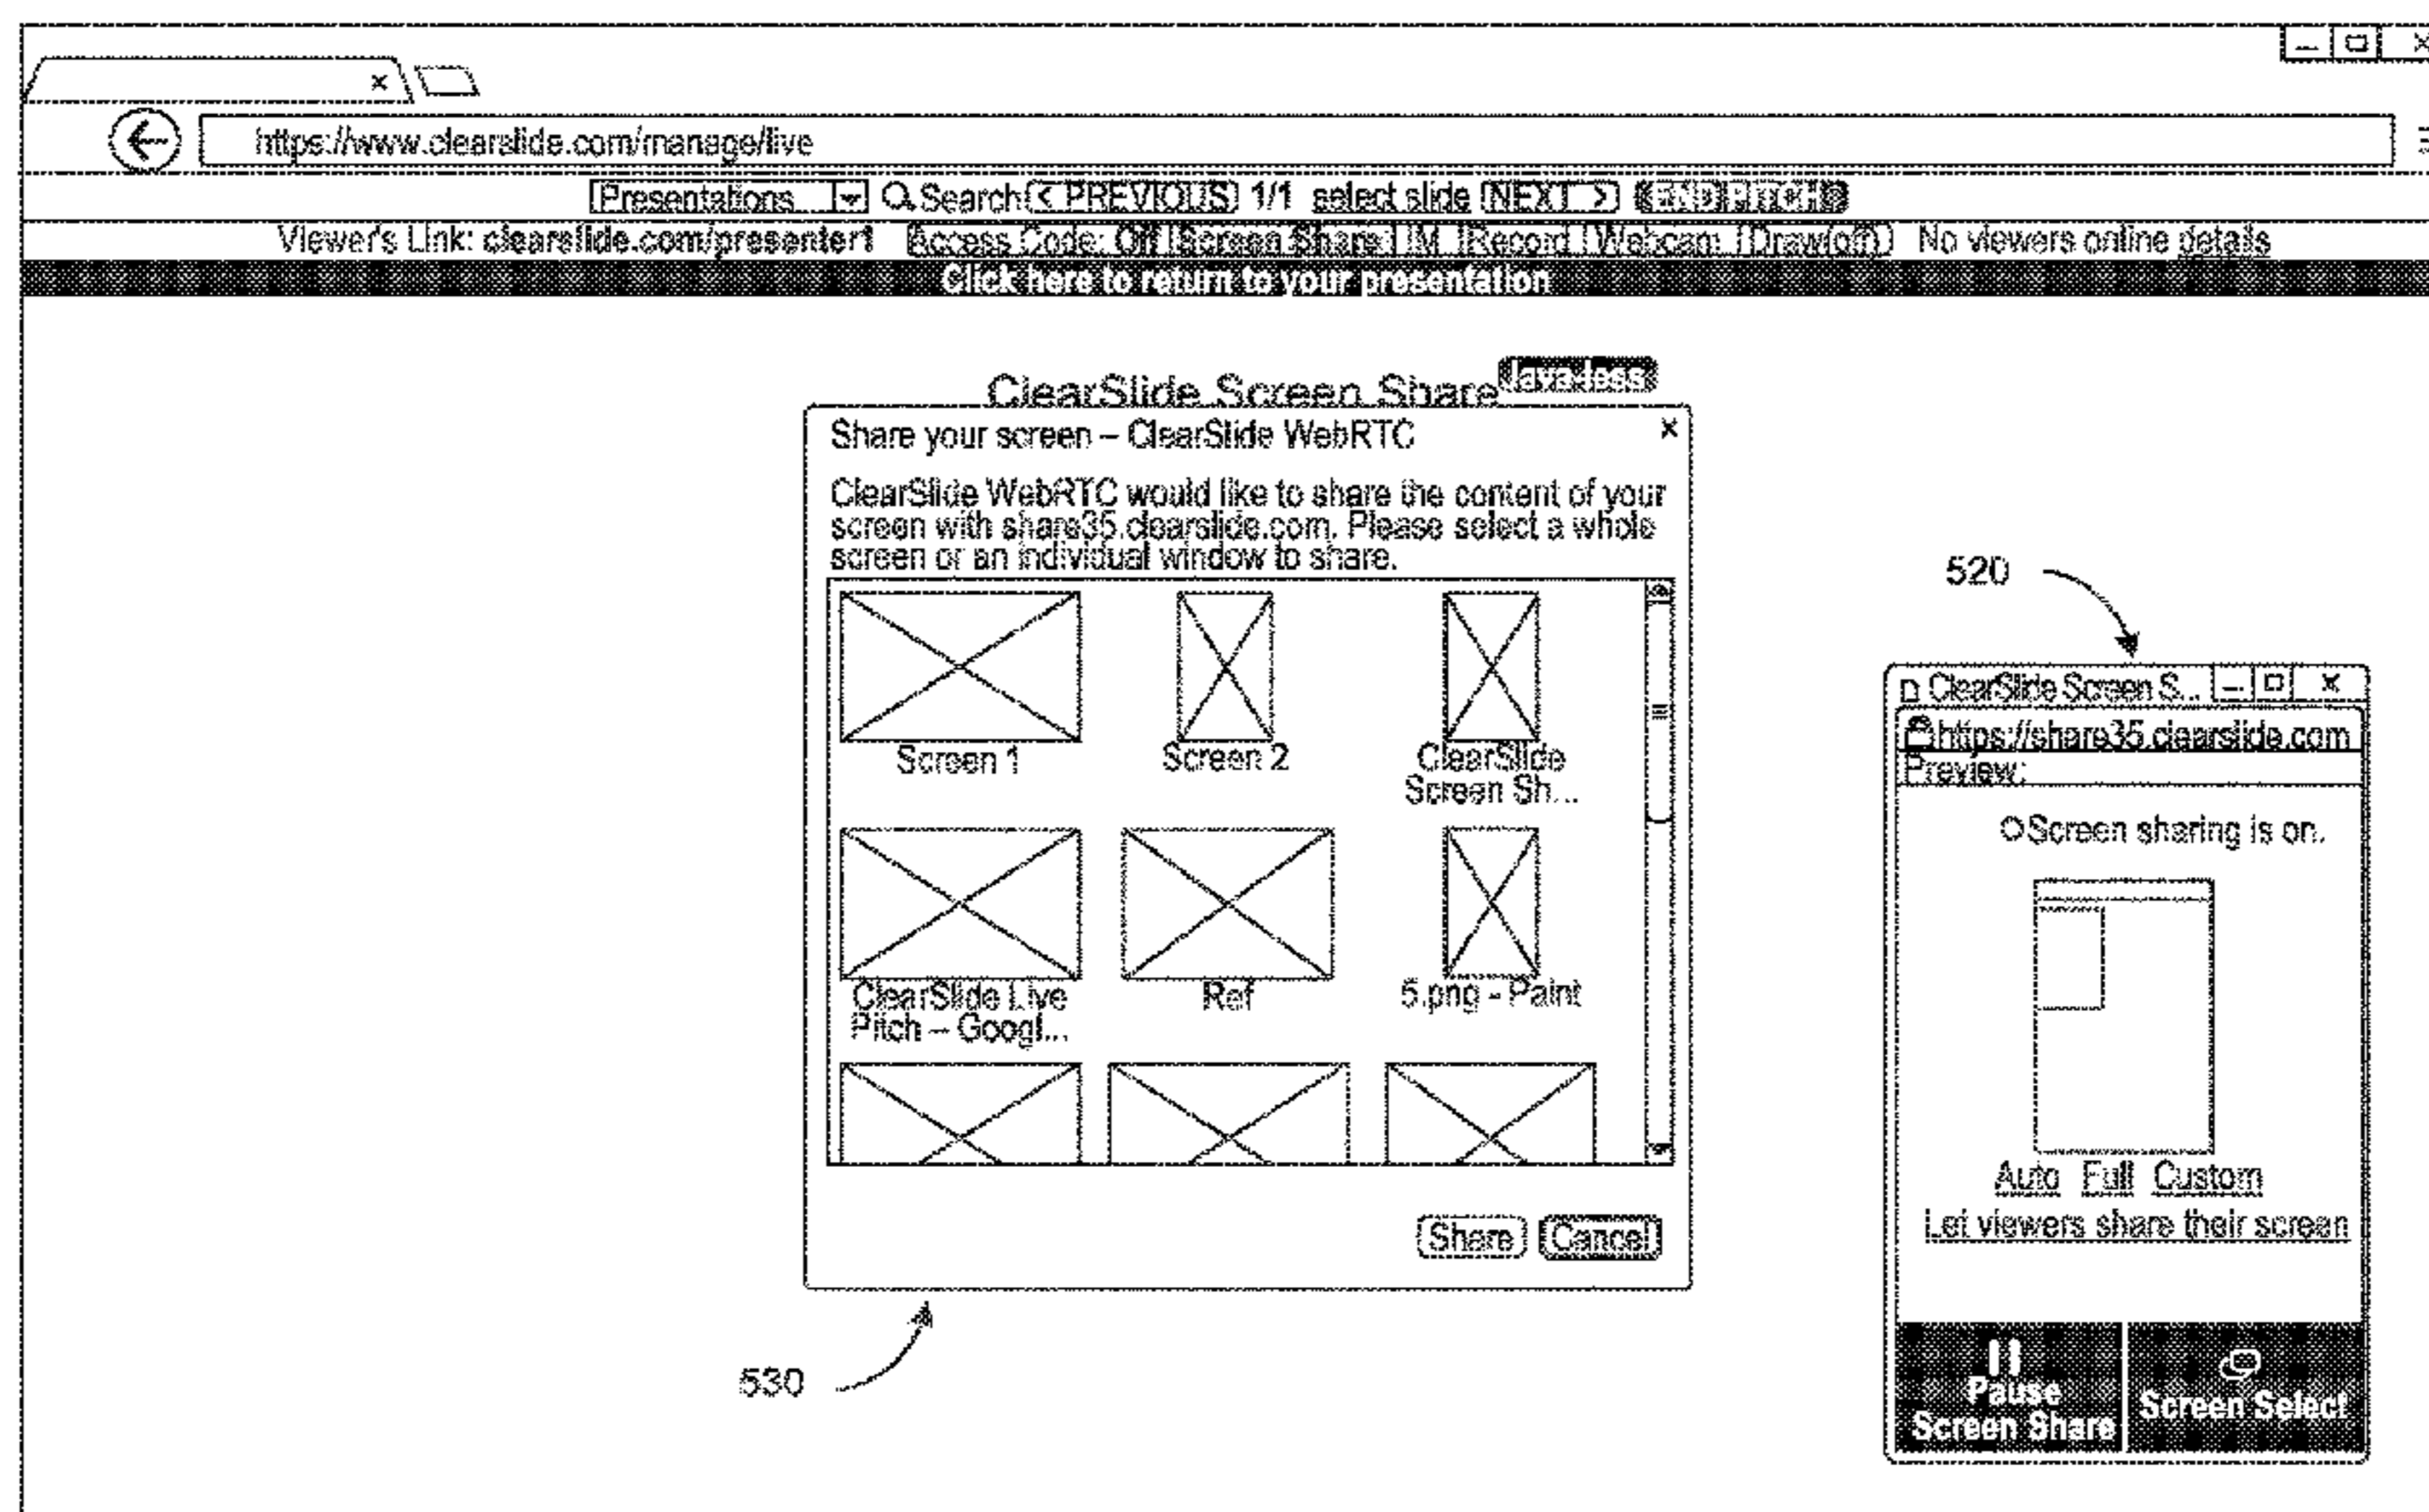 https://www.clearslide.com/manage/live
Presentations Search < PREVIOUS 1/1 select slide NEXT > END PITCH
Viewer's Link: clearslide.com/presenter1 Access Code: Off | Screen Share | IM | Record | Webcam | Draw(off) No viewers online details
Click here to return to your presentation
ClearSlide Screen Share Java-less
Share your screen – ClearSlide WebRTC
ClearSlide WebRTC would like to share the content of your
screen with share35.clearslide.com. Please select a whole
screen or an individual window to share.
Screen 1 Screen 2 ClearSlide
Screen Sh...
ClearSlide Live Ref 5.png - Paint
Pitch – Googl...
Share Cancel
530
520
ClearSlide Screen S...
https://share35.clearslide.com
Preview:
Screen sharing is on.
Auto Full Custom
Let viewers share their screen
Pause
Screen Share
Screen Select